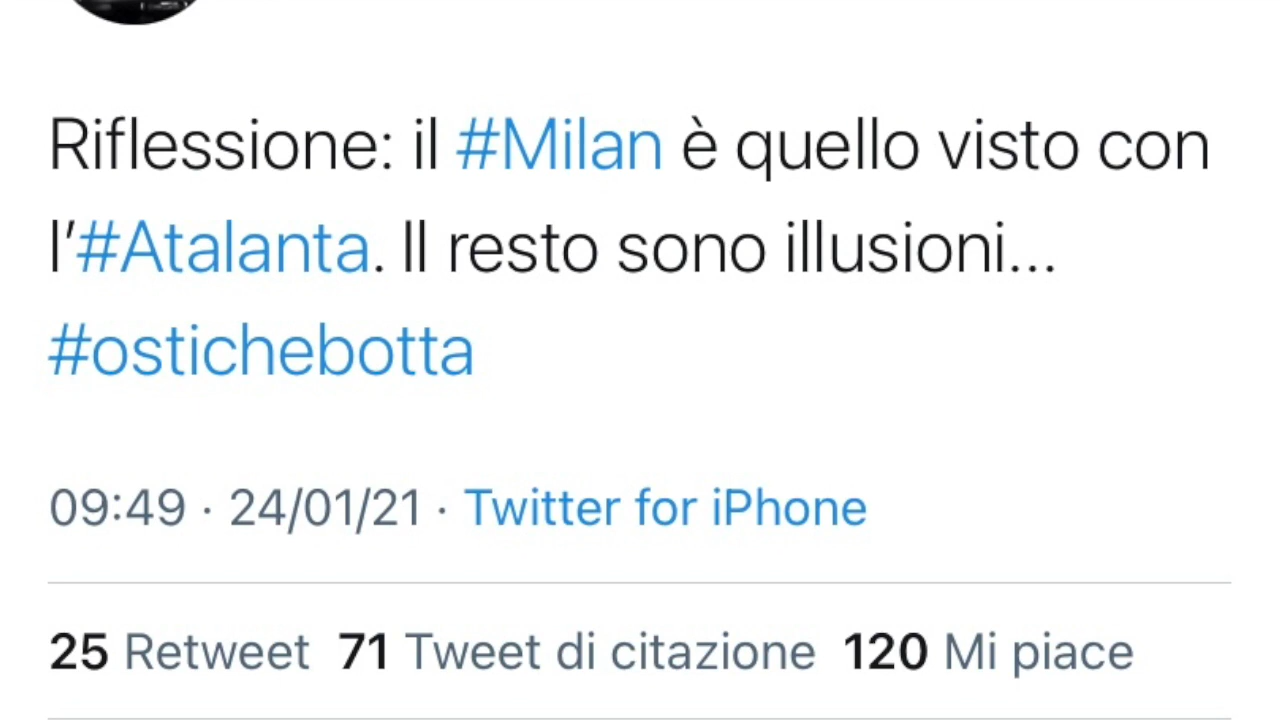 Riflessione: il #Milan è quello visto con
l’#Atalanta. Il resto sono illusioni...
#ostichebotta
09:49 · 24/01/21 · Twitter for iPhone
25 Retweet 71 Tweet di citazione 120 Mi piace